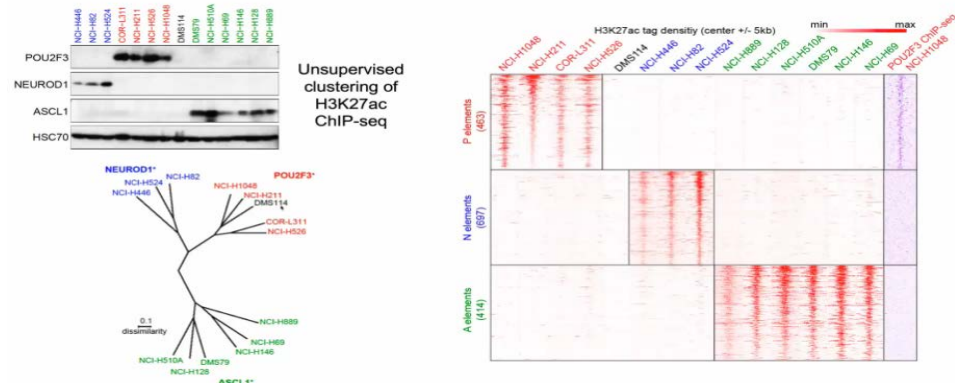 NCI-H446
NCI-H82
NCI-H524
COR-L311
NCI-H211
NCI-H526
NCI-H1048
DMS114
DMS79
NCI-H510A
NCI-H69
NCI-H146
NCI-H128
NCI-H889
POU2F3
NEUROD1
ASCL1
HSC70
Unsupervised
clustering of
H3K27ac
ChIP-seq
NEUROD1+
NCI-H82
NCI-H524
NCI-H446
POU2F3+
NCI-H1048
NCI-H211
DMS114
COR-L311
NCI-H526
0.1
dissimilarity
NCI-H889
NCI-H69
NCI-H146
DMS79
NCI-H510A
NCI-H128
ASCL1+
H3K27ac tag densitiy (center +/- 5kb)
min
max
NCI-H1048
NCI-H211
COR-L311
NCI-H526
DMS114
NCI-H446
NCI-H82
NCI-H524
NCI-H889
NCI-H128
NCI-H510A
DMS79
NCI-H146
NCI-H69
POU2F3 ChIP-seq
NCI-H1048
P elements
(463)
N elements
(697)
A elements
(414)